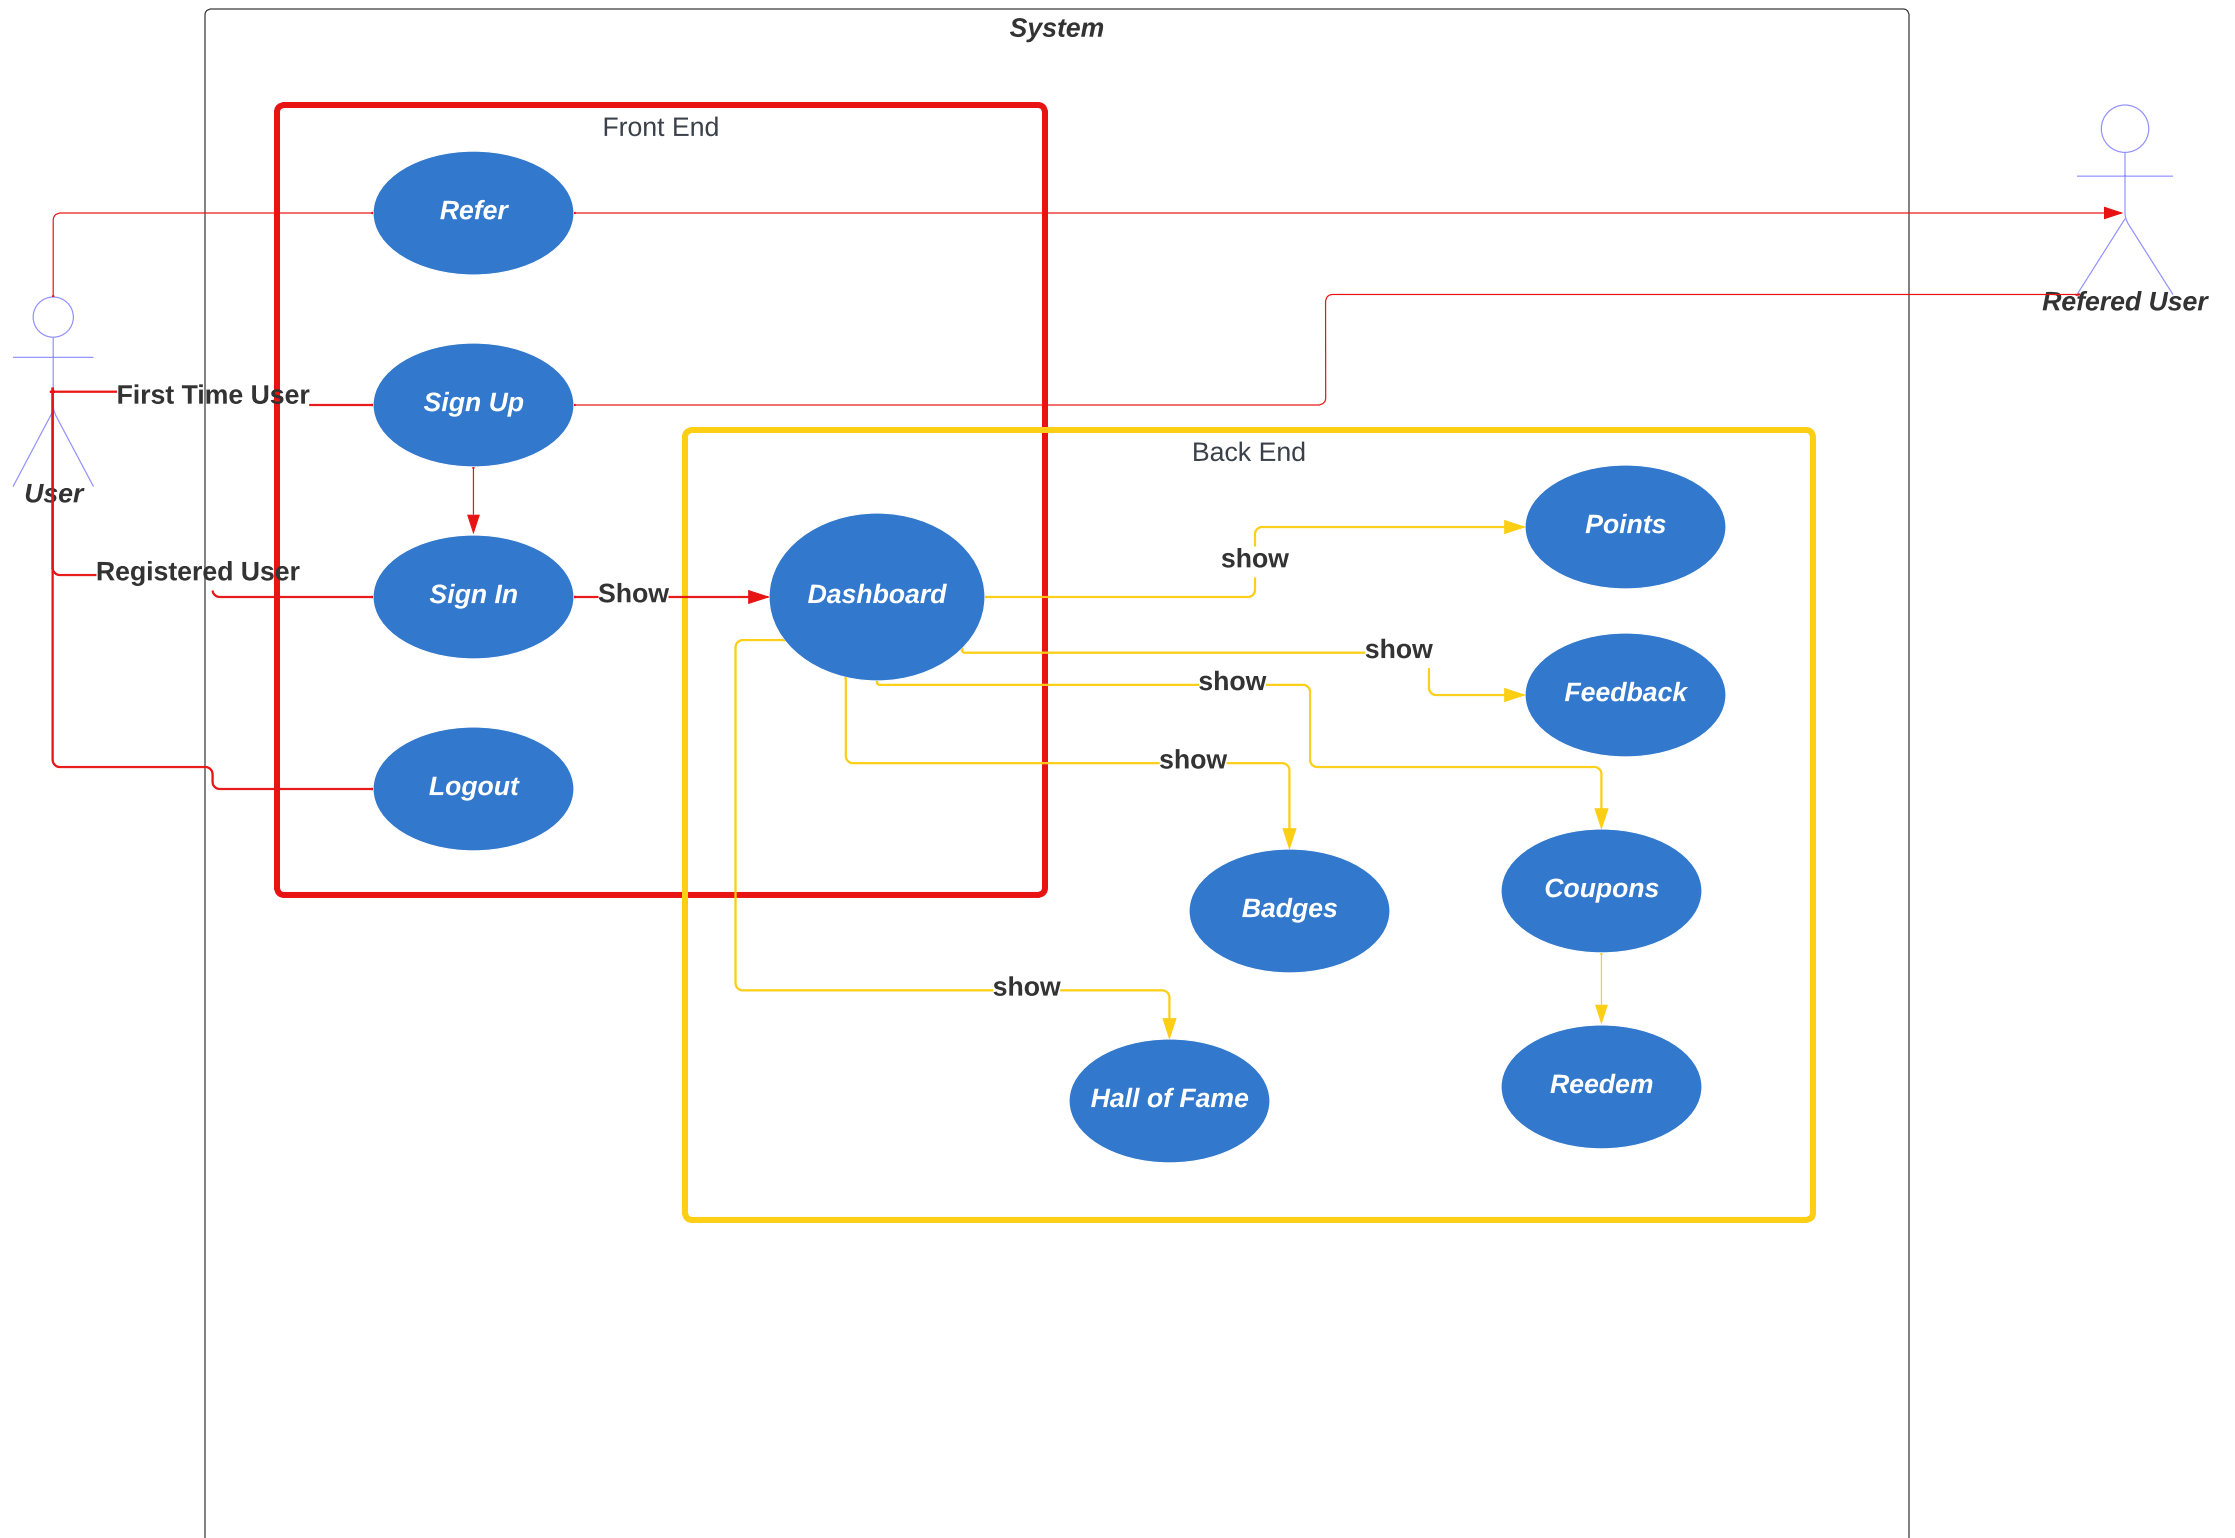 System
Front End
Refer
Refered User
First Time User
Sign Up
User
Back End
Points
show
Registered User
Sign In
Show
Dashboard
show
show
Feedback
show
Logout
Badges
Coupons
show
Hall of Fame
Reedem